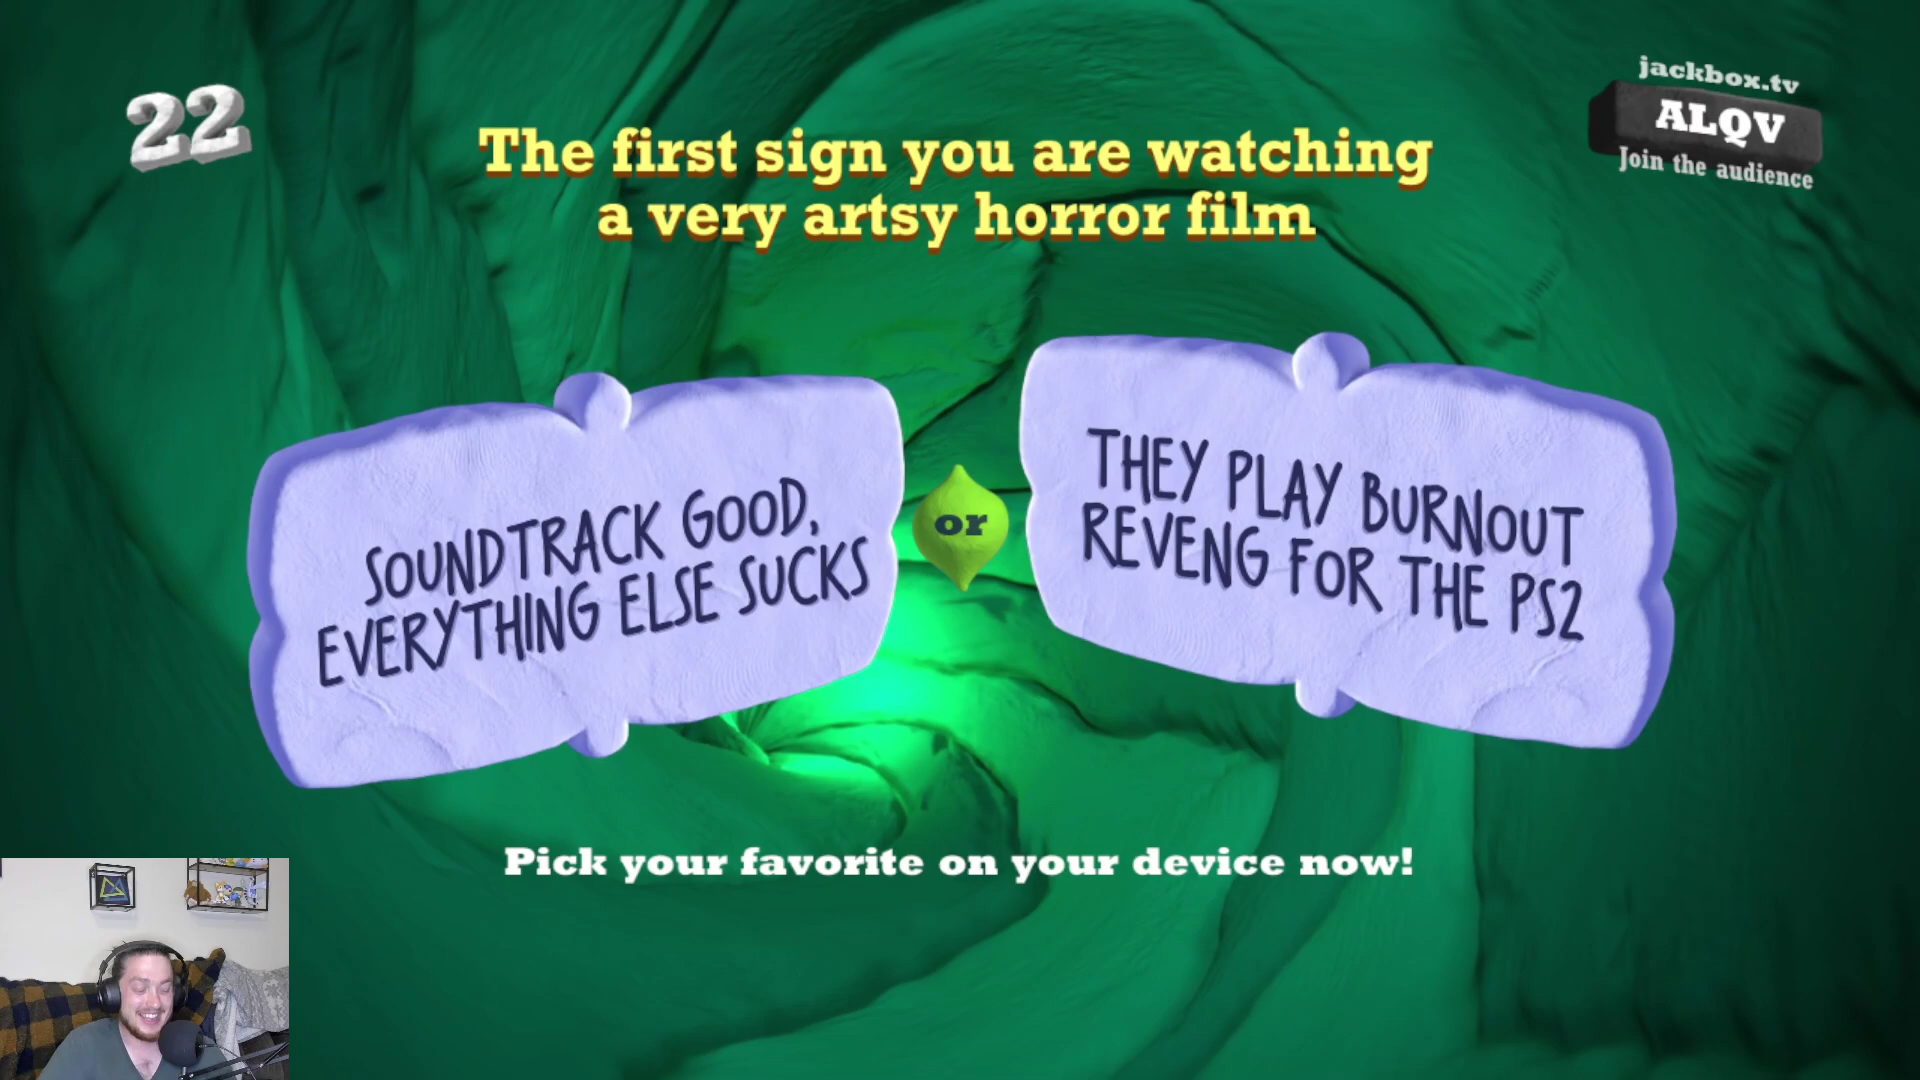 22
jackbox.tv
ALQV
Join the audience
The first sign you are watching
a very artsy horror film
SOUNDTRACK GOOD,
EVERYTHING ELSE SUCKS
or
THEY PLAY BURNOUT
REVENG FOR THE PS2
Pick your favorite on your device now!